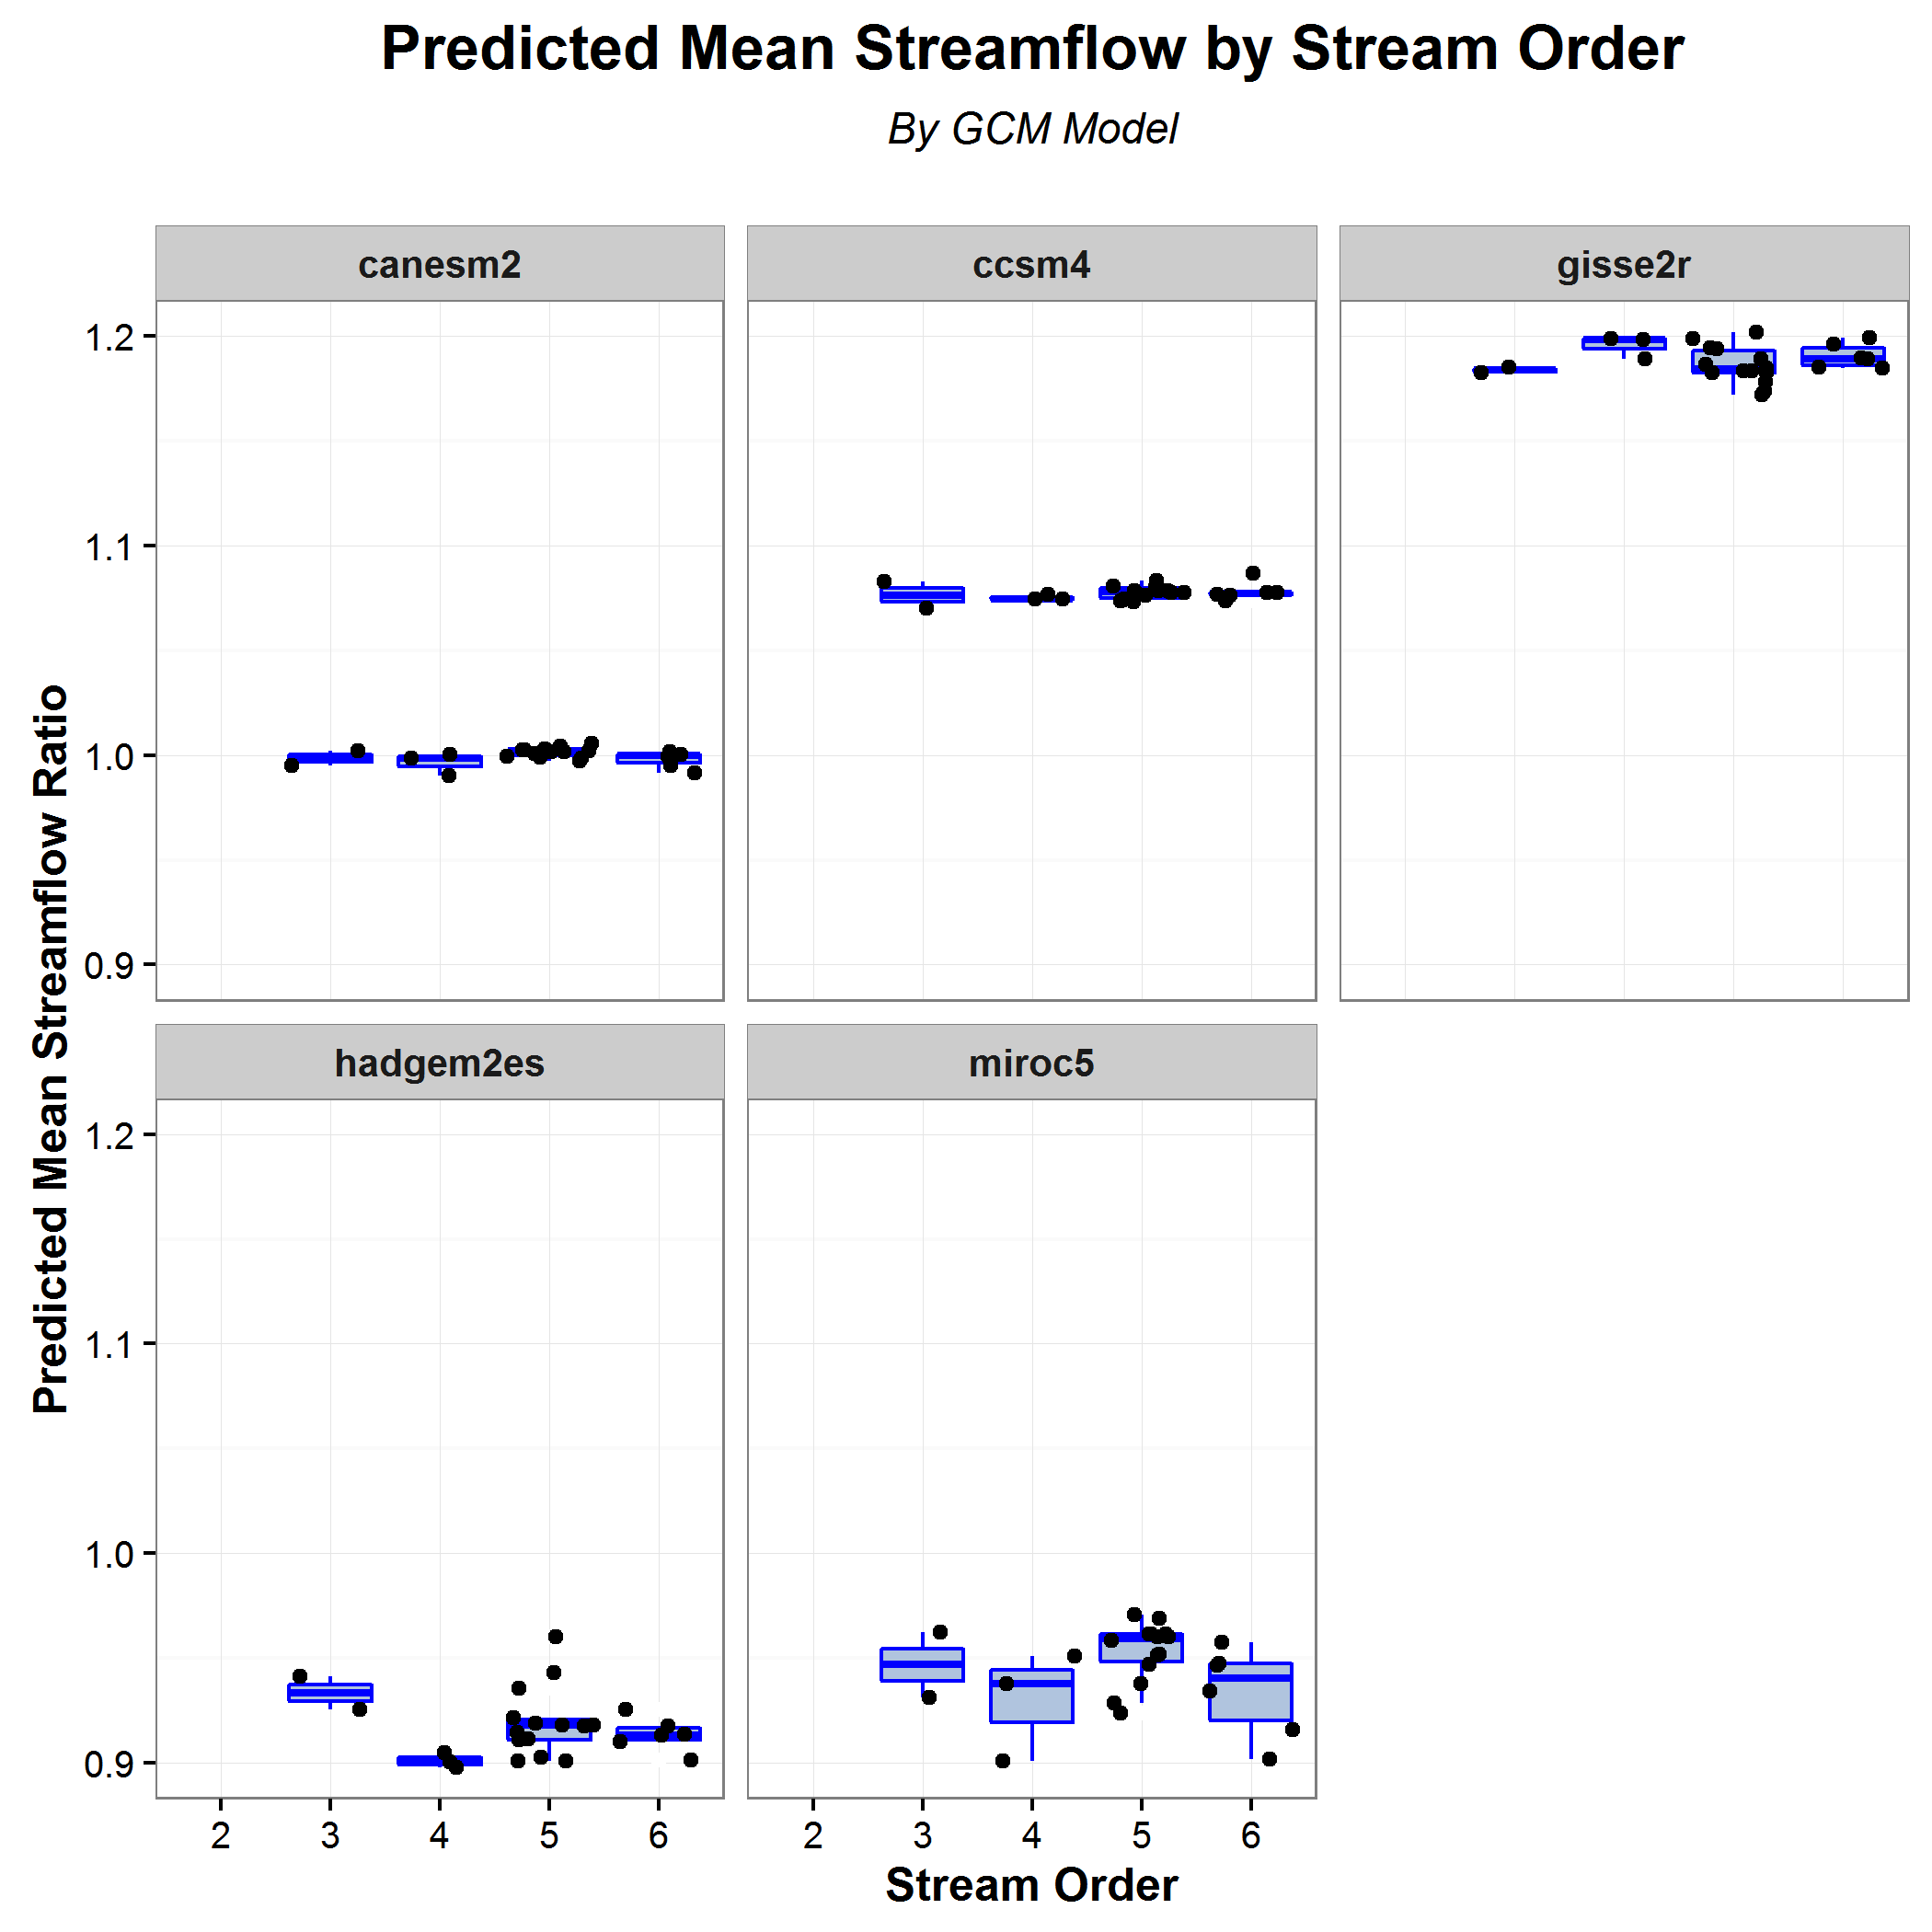 Predicted Mean Streamflow by Stream Order
By GCM Model
canesm2
ccsm4
gisse2r
1.2
1.1
1.0
0.9
Predicted Mean Streamflow Ratio
hadgem2es
miroc5
1.2
1.1
1.0
0.9
2 3 4 5 6
2 3 4 5 6
Stream Order